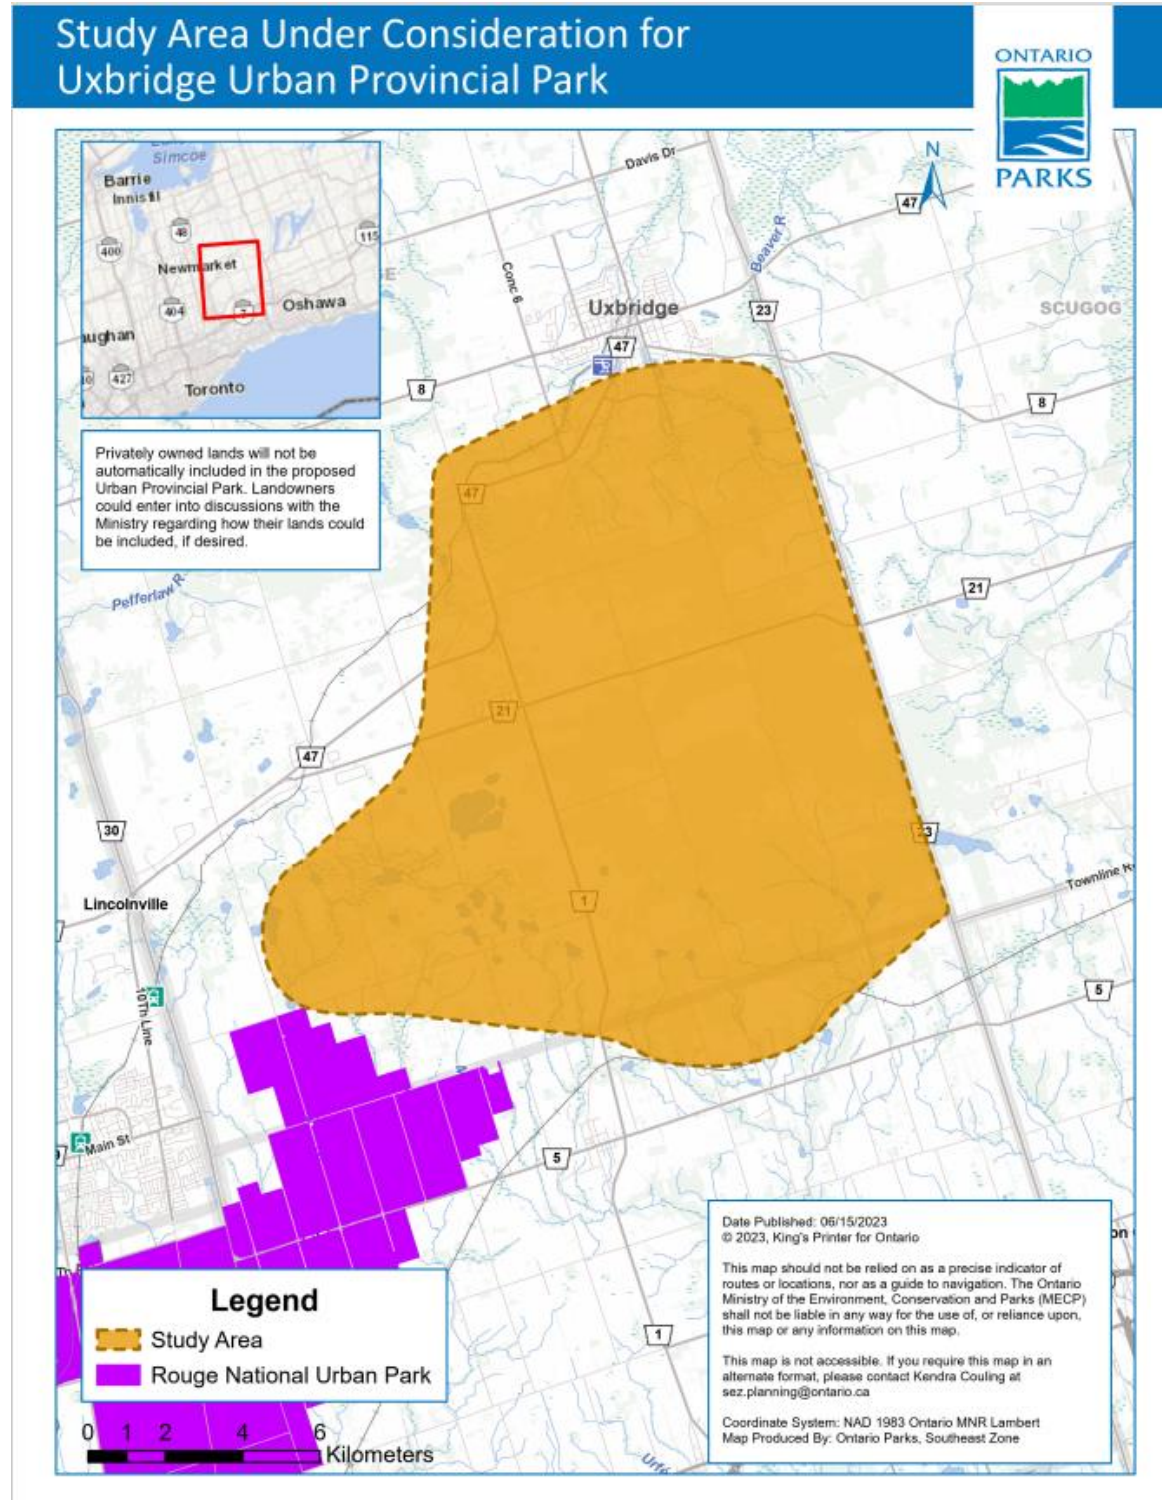 Study Area Under Consideration for
Uxbridge Urban Provincial Park
ONTARIO
PARKS
Simcoe
Barrie
Innisfil
48
400
115
Newmarket
404
7
Oshawa
aughan
427
Toronto
Privately owned lands will not be
automatically included in the proposed
Urban Provincial Park. Landowners
could enter into discussions with the
Ministry regarding how their lands could
be included, if desired.
N
Davis Dr
47
Beaver R
Conc 6
Uxbridge
23
SCUGOG
47
8
8
47
21
Pefferlaw R
21
47
30
23
Townline
Lincolnville
1
5
10Th Line
Main St
5
1
on
Date Published: 06/15/2023
© 2023, King's Printer for Ontario
This map should not be relied on as a precise indicator of
routes or locations, nor as a guide to navigation. The Ontario
Ministry of the Environment, Conservation and Parks (MECP)
shall not be liable in any way for the use of, or reliance upon,
this map or any information on this map.
This map is not accessible. If you require this map in an
alternate format, please contact Kendra Couling at
sez.planning@ontario.ca
Coordinate System: NAD 1983 Ontario MNR Lambert
Map Produced By: Ontario Parks, Southeast Zone
Legend
Study Area
Rouge National Urban Park
0 1 2 4 6
Kilometers